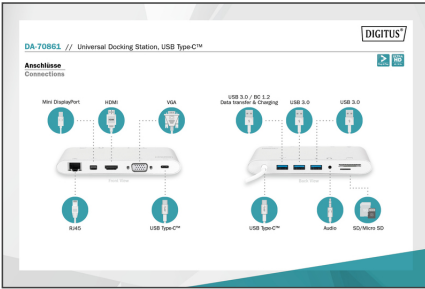 DIGITUS®
DA-70861 // Universal Docking Station, USB Type-C™
Anschlüsse
Connections
Mini DisplayPort
HDMI
VGA
USB 3.0 / BC 1.2
Data transfer & Charging
USB 3.0
USB 3.0
RJ45
USB Type-C™
USB Type-C™
Audio
SD/Micro SD